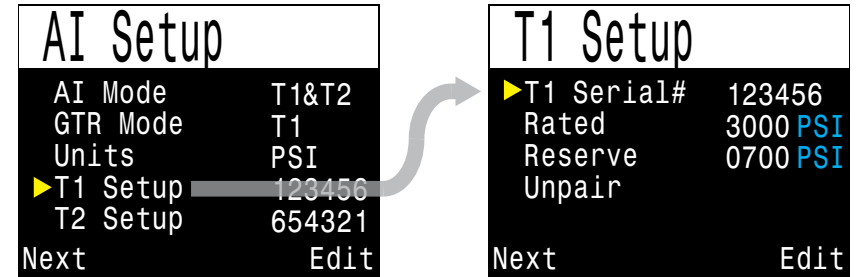 AI Setup
AI Mode T1&T2
GTR Mode T1
Units PSI
T1 Setup 123456
T2 Setup 654321
Next Edit
T1 Setup
T1 Serial# 123456
Rated 3000 PSI
Reserve 0700 PSI
Unpair
Next Edit